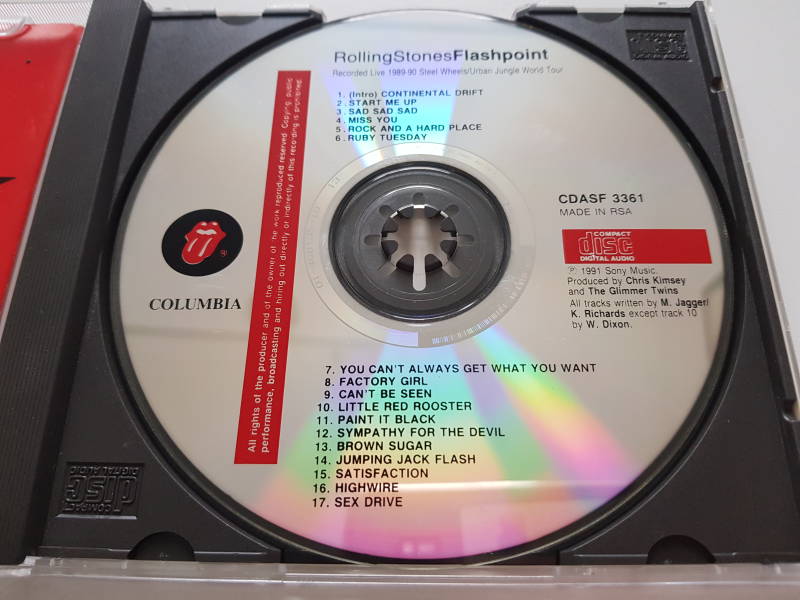 RollingStonesFlashpoint
Recorded Live 1989-90 Steel Wheels/Urban Jungle World Tour
1. (Intro) CONTINENTAL DRIFT
2. START ME UP
3. SAD SAD SAD
4. MISS YOU
5. ROCK AND A HARD PLACE
6. RUBY TUESDAY
All rights of the producer and of the owner of the work reproduced reserved. Copying, public
performance, broadcasting and hiring out directly or indirectly of this recording is prohibited.
COLUMBIA
CDASF 3361
MADE IN RSA
COMPACT
disc
DIGITAL AUDIO
℗ 1991 Sony Music.
Produced by Chris Kimsey
and The Glimmer Twins
All tracks written by M. Jagger/
K. Richards except track 10
by W. Dixon.
7. YOU CAN'T ALWAYS GET WHAT YOU WANT
8. FACTORY GIRL
9. CAN'T BE SEEN
10. LITTLE RED ROOSTER
11. PAINT IT BLACK
12. SYMPATHY FOR THE DEVIL
13. BROWN SUGAR
14. JUMPING JACK FLASH
15. SATISFACTION
16. HIGHWIRE
17. SEX DRIVE
COMPACT
disc
DIGITAL AUDIO